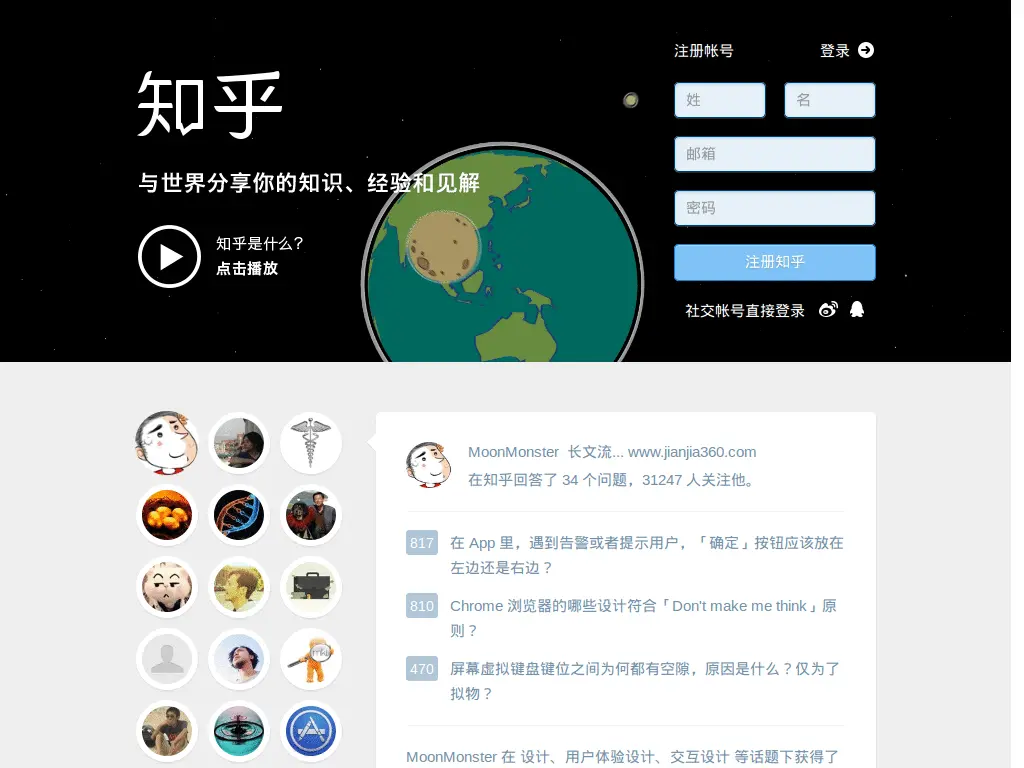 注册帐号
登录
知乎
姓
名
邮箱
与世界分享你的知识、经验和见解
密码
知乎是什么?
点击播放
注册知乎
社交帐号直接登录
MoonMonster 长文流... www.jianjia360.com
在知乎回答了 34 个问题，31247 人关注他。
817 在 App 里，遇到告警或者提示用户，「确定」按钮应该放在
左边还是右边？
810 Chrome 浏览器的哪些设计符合「Don't make me think」原
则？
470 屏幕虚拟键盘键位之间为何都有空隙，原因是什么？仅为了
拟物？
MoonMonster 在 设计、用户体验设计、交互设计 等话题下获得了